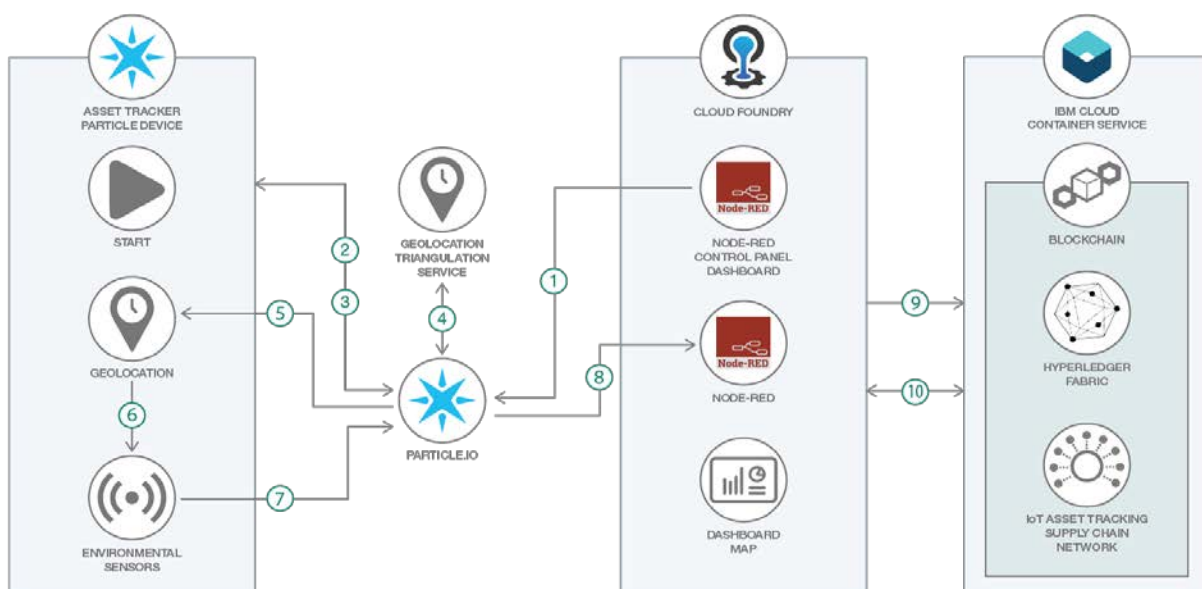 ASSET TRACKER
PARTICLE DEVICE
START
GEOLOCATION
ENVIRONMENTAL
SENSORS
GEOLOCATION
TRIANGULATION
SERVICE
PARTICLE.IO
CLOUD FOUNDRY
Node-RED
NODE-RED
CONTROL PANEL
DASHBOARD
Node-RED
NODE-RED
DASHBOARD
MAP
IBM CLOUD
CONTAINER SERVICE
BLOCKCHAIN
HYPERLEDGER
FABRIC
IoT ASSET TRACKING
SUPPLY CHAIN
NETWORK
1
2
3
4
5
6
7
8
9
10